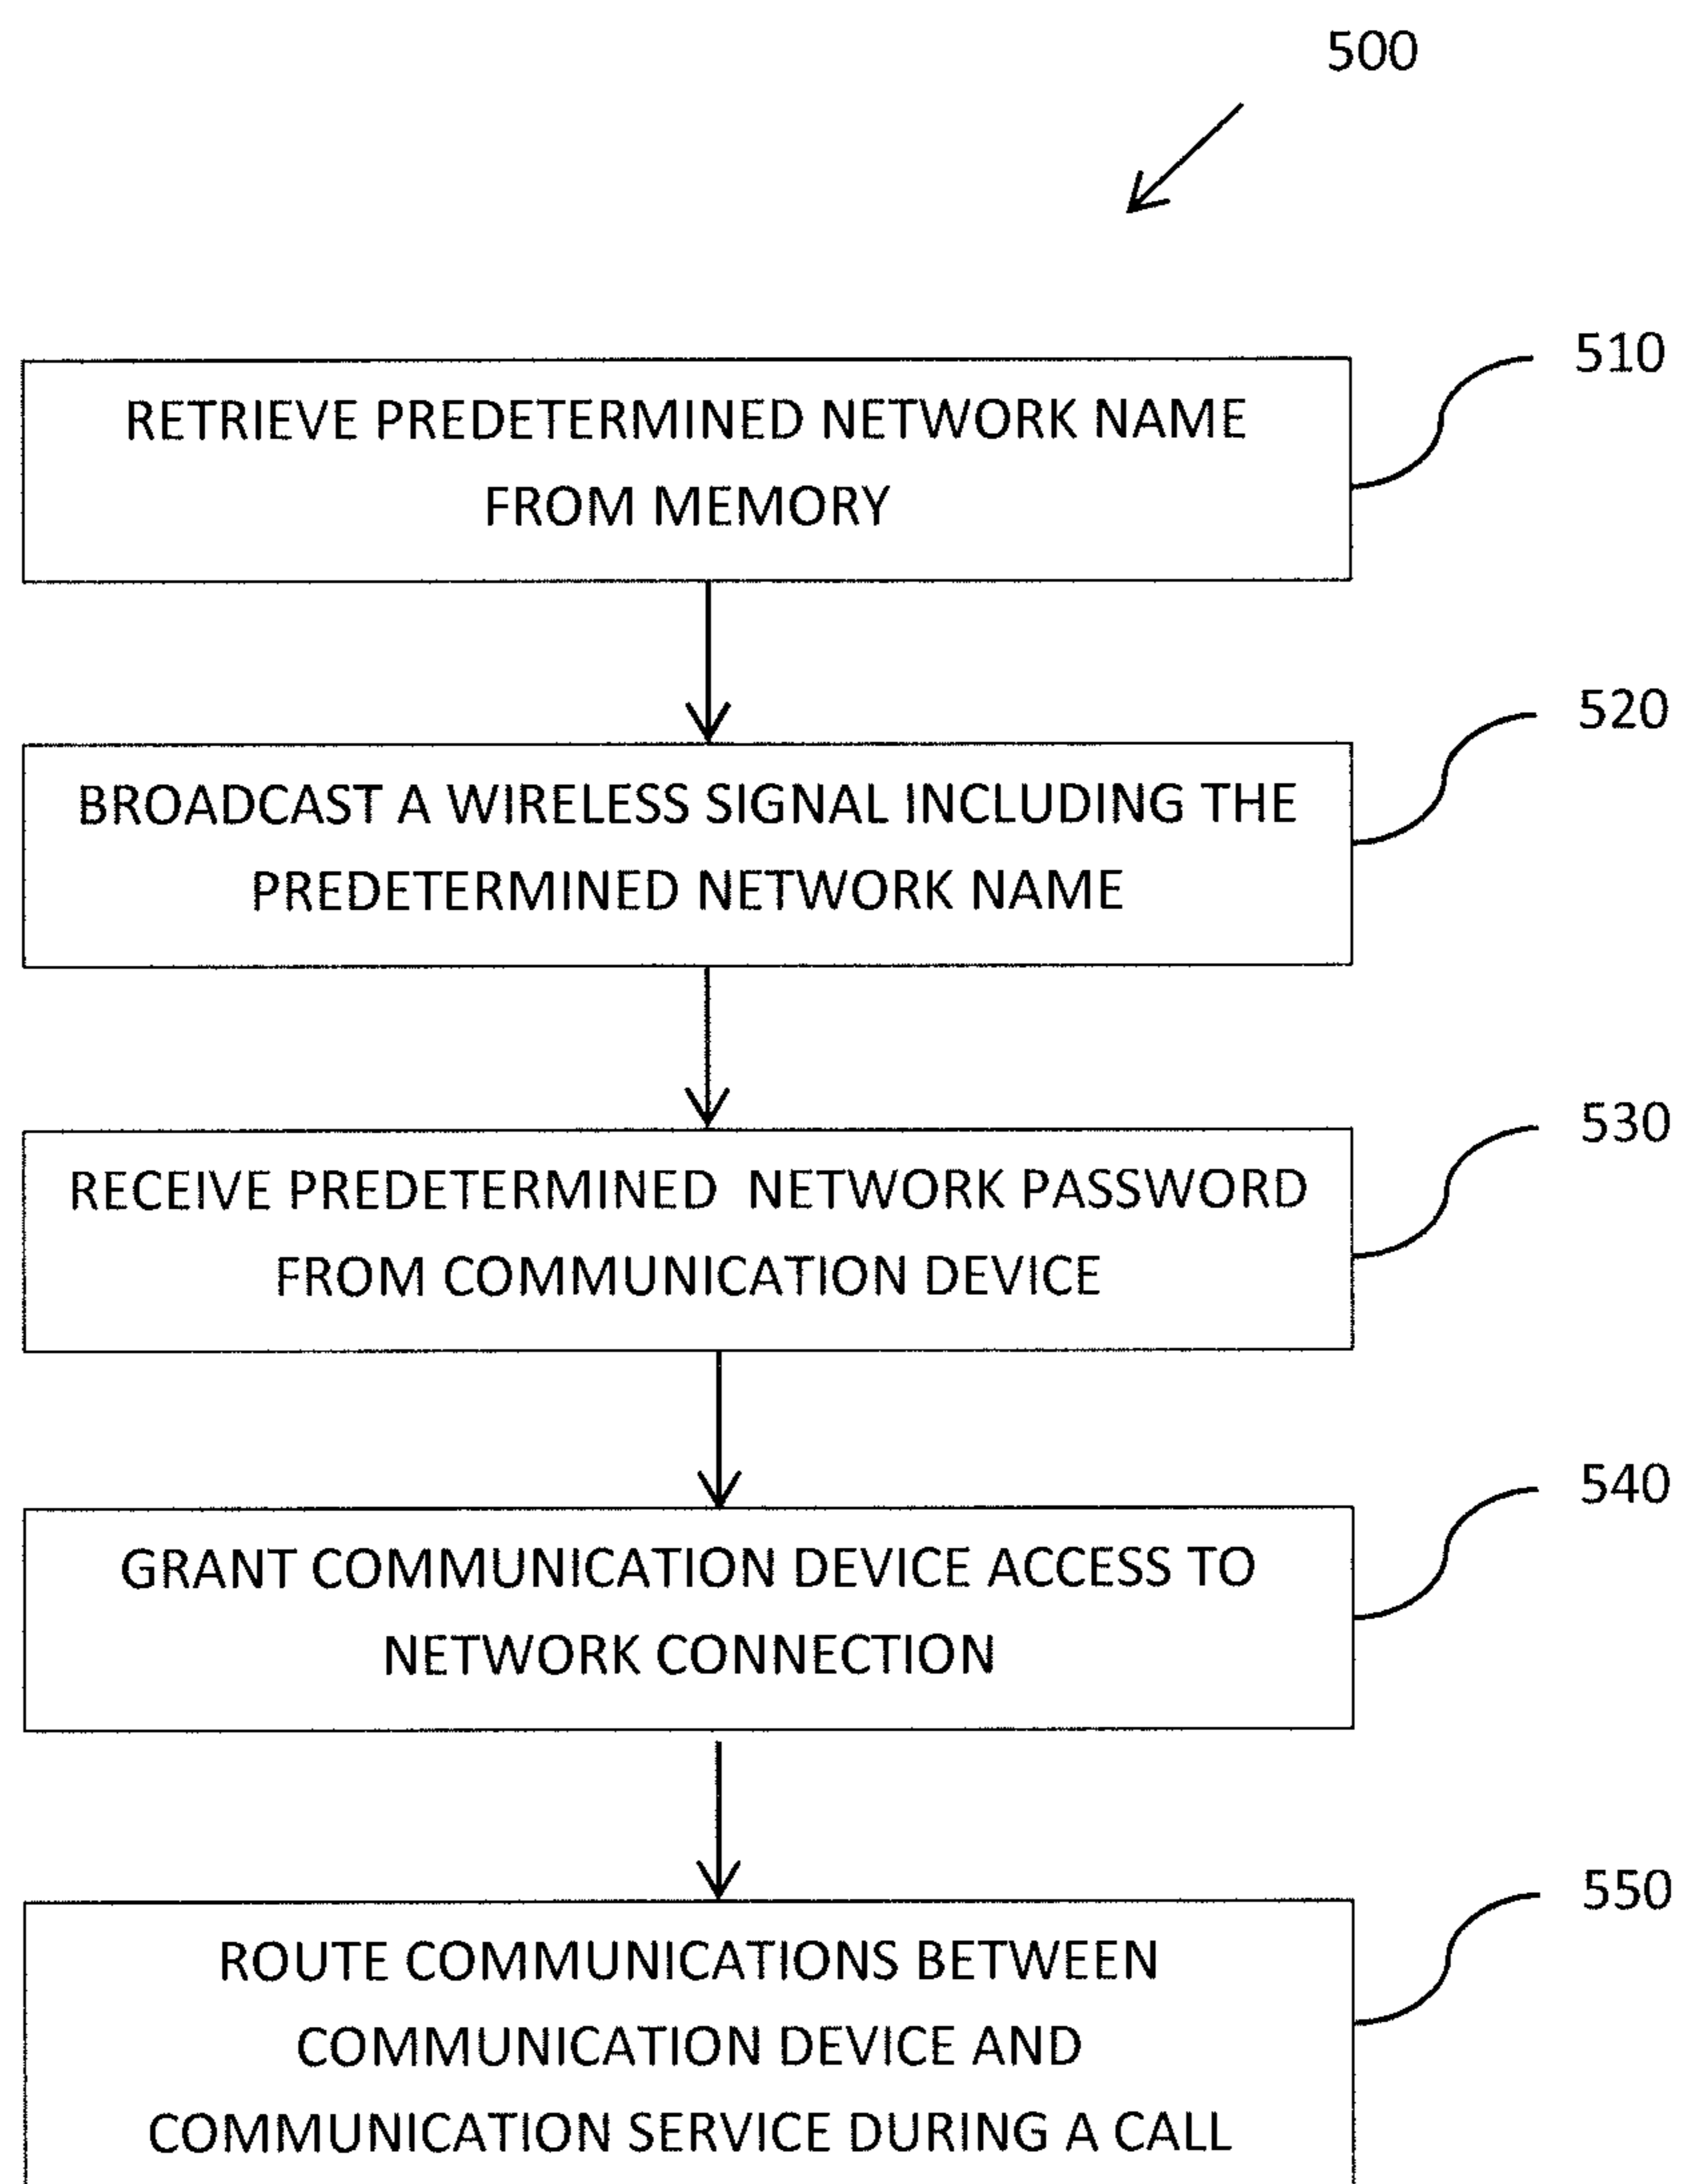 500
510
RETRIEVE PREDETERMINED NETWORK NAME
FROM MEMORY
520
BROADCAST A WIRELESS SIGNAL INCLUDING THE
PREDETERMINED NETWORK NAME
530
RECEIVE PREDETERMINED NETWORK PASSWORD
FROM COMMUNICATION DEVICE
540
GRANT COMMUNICATION DEVICE ACCESS TO
NETWORK CONNECTION
550
ROUTE COMMUNICATIONS BETWEEN
COMMUNICATION DEVICE AND
COMMUNICATION SERVICE DURING A CALL